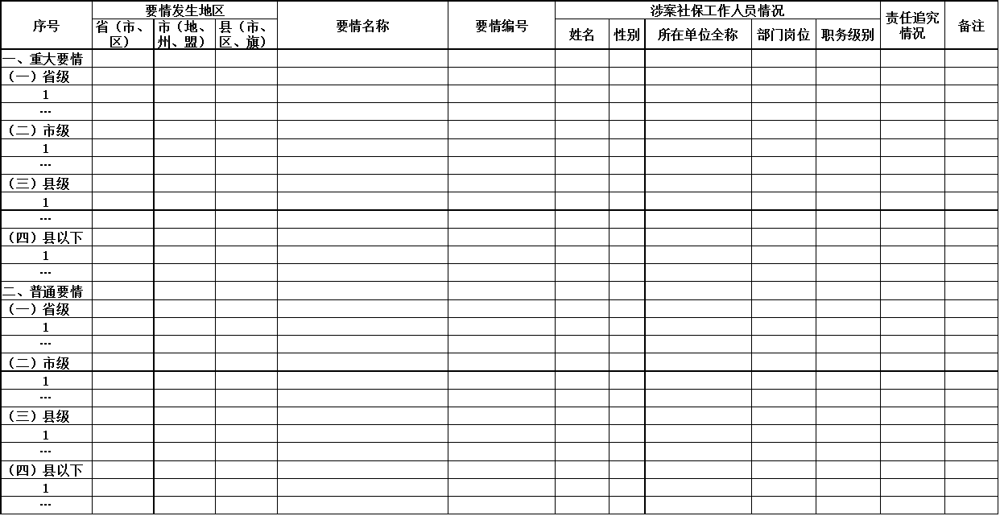 序号
要情发生地区
省（市、
区）
市（地、
州、盟）
县（市、
区、旗）
要情名称
要情编号
涉案社保工作人员情况
姓名
性别
所在单位全称
部门岗位
职务级别
责任追究
情况
备注
一、重大要情
（一）省级
1
…
（二）市级
1
…
（三）县级
1
…
（四）县以下
1
…
二、普通要情
（一）省级
1
…
（二）市级
1
…
（三）县级
1
…
（四）县以下
1
…